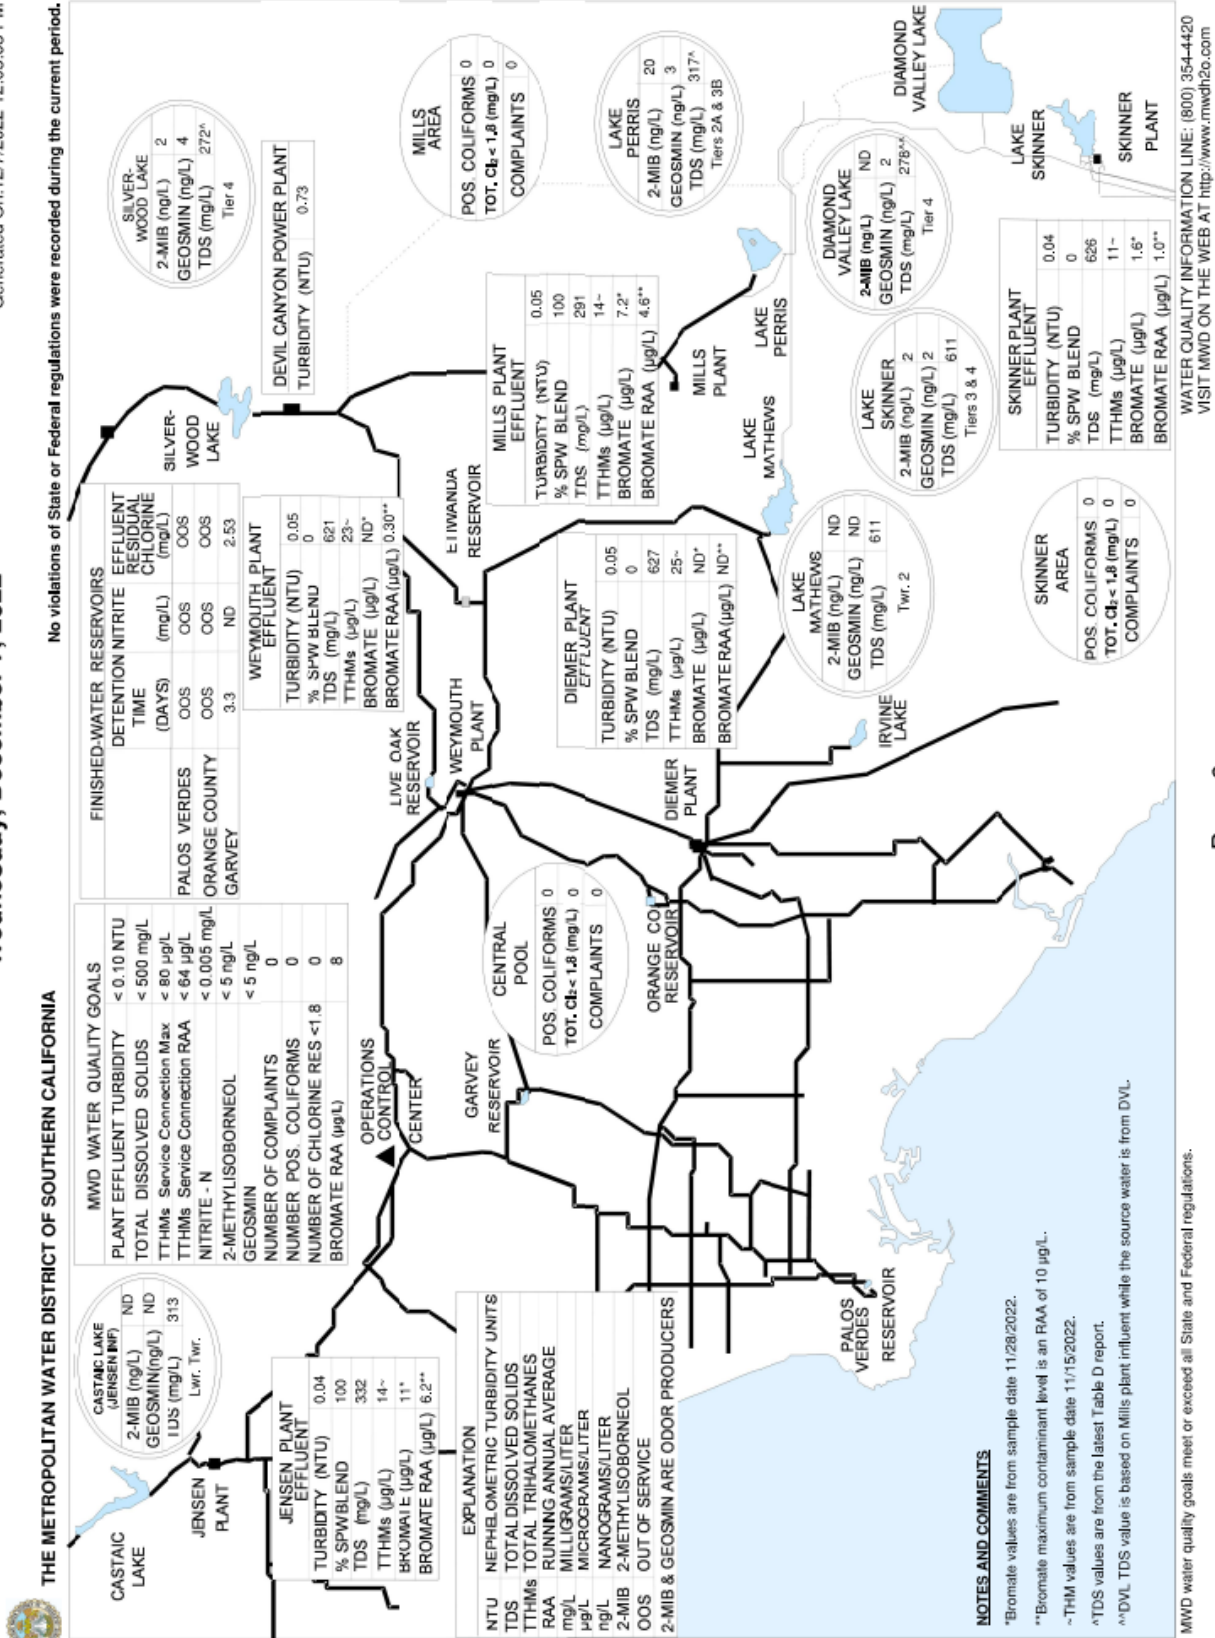 THE METROPOLITAN WATER DISTRICT OF SOUTHERN CALIFORNIA
No violations of State or Federal regulations were recorded during the current period.
CASTAIC LAKE
(JENSEN INF)
2-MIB (ng/L) ND
GEOSMIN(ng/L) ND
TDS (mg/L) 313
Lwr. Twr.
MWD WATER QUALITY GOALS
PLANT EFFLUENT TURBIDITY < 0.10 NTU
TOTAL DISSOLVED SOLIDS < 500 mg/L
TTHMs Service Connection Max < 80 µg/L
TTHMs Service Connection RAA < 64 µg/L
NITRITE - N < 0.005 mg/L
2-METHYLISOBORNEOL < 5 ng/L
GEOSMIN < 5 ng/L
NUMBER OF COMPLAINTS 0
NUMBER POS. COLIFORMS 0
NUMBER OF CHLORINE RES <1.8 0
BROMATE RAA (µg/L) 8
FINISHED-WATER RESERVOIRS
DETENTION TIME (DAYS) NITRITE (mg/L) EFFLUENT RESIDUAL CHLORINE (mg/L)
PALOS VERDES OOS OOS OOS
ORANGE COUNTY OOS OOS OOS
GARVEY 3.3 ND 2.53
SILVER-
WOOD LAKE
2-MIB (ng/L) 2
GEOSMIN (ng/L) 4
TDS (mg/L) 272^
Tier 4
CASTAIC
LAKE
JENSEN
PLANT
JENSEN PLANT
EFFLUENT
TURBIDITY (NTU) 0.04
% SPW BLEND 100
TDS (mg/L) 332
TTHMs (µg/L) 14~
BROMATE (µg/L) 11*
BROMATE RAA (µg/L) 6.2**
OPERATIONS
CONTROL
CENTER
WEYMOUTH PLANT
EFFLUENT
TURBIDITY (NTU) 0.05
% SPW BLEND 0
TDS (mg/L) 621
TTHMs (µg/L) 23~
BROMATE (µg/L) ND*
BROMATE RAA (µg/L) 0.30**
SILVER-
WOOD
LAKE
DEVIL CANYON POWER PLANT
TURBIDITY (NTU) 0.73
LIVE OAK
RESERVOIR
WEYMOUTH
PLANT
ETIWANDA
RESERVOIR
MILLS
AREA
POS. COLIFORMS 0
TOT. Cl₂ < 1.8 (mg/L) 0
COMPLAINTS 0
EXPLANATION
NTU NEPHELOMETRIC TURBIDITY UNITS
TDS TOTAL DISSOLVED SOLIDS
TTHMs TOTAL TRIHALOMETHANES
RAA RUNNING ANNUAL AVERAGE
mg/L MILLIGRAMS/LITER
µg/L MICROGRAMS/LITER
ng/L NANOGRAMS/LITER
2-MIB 2-METHYLISOBORNEOL
OOS OUT OF SERVICE
2-MIB & GEOSMIN ARE ODOR PRODUCERS
GARVEY
RESERVOIR
CENTRAL
POOL
POS. COLIFORMS 0
TOT. Cl₂ < 1.8 (mg/L) 0
COMPLAINTS 0
MILLS PLANT
EFFLUENT
TURBIDITY (NTU) 0.05
% SPW BLEND 100
TDS (mg/L) 291
TTHMs (µg/L) 14~
BROMATE (µg/L) 7.2*
BROMATE RAA (µg/L) 4.6**
DIEMER PLANT
EFFLUENT
TURBIDITY (NTU) 0.05
% SPW BLEND 0
TDS (mg/L) 627
TTHMs (µg/L) 25~
BROMATE (µg/L) ND*
BROMATE RAA (µg/L) ND**
LAKE
PERRIS
2-MIB (ng/L) 20
GEOSMIN (ng/L) 3
TDS (mg/L) 317^
Tiers 2A & 3B
ORANGE CO.
RESERVOIR
DIEMER
PLANT
MILLS
PLANT
LAKE
PERRIS
LAKE
MATHEWS
LAKE
MATHEWS
2-MIB (ng/L) ND
GEOSMIN (ng/L) ND
TDS (mg/L) 611
Twr. 2
DIAMOND
VALLEY LAKE
2-MIB (ng/L) ND
GEOSMIN (ng/L) 2
TDS (mg/L) 278^^
Tier 4
DIAMOND
VALLEY LAKE
PALOS
VERDES
RESERVOIR
IRVINE
LAKE
LAKE
SKINNER
2-MIB (ng/L) 2
GEOSMIN (ng/L) 2
TDS (mg/L) 611
Tiers 3 & 4
LAKE
SKINNER
SKINNER
PLANT
SKINNER PLANT
EFFLUENT
TURBIDITY (NTU) 0.04
% SPW BLEND 0
TDS (mg/L) 626
TTHMs (µg/L) 11~
BROMATE (µg/L) 1.6*
BROMATE RAA (µg/L) 1.0**
SKINNER
AREA
POS. COLIFORMS 0
TOT. Cl₂ < 1.8 (mg/L) 0
COMPLAINTS 0
NOTES AND COMMENTS
*Bromate values are from sample date 11/28/2022.
**Bromate maximum contaminant level is an RAA of 10 µg/L.
~THM values are from sample date 11/15/2022.
^TDS values are from the latest Table D report.
^^DVL TDS value is based on Mills plant influent while the source water is from DVL.
MWD water quality goals meet or exceed all State and Federal regulations.
WATER QUALITY INFORMATION LINE: (800) 354-4420
VISIT MWD ON THE WEB AT http://www.mwdh2o.com